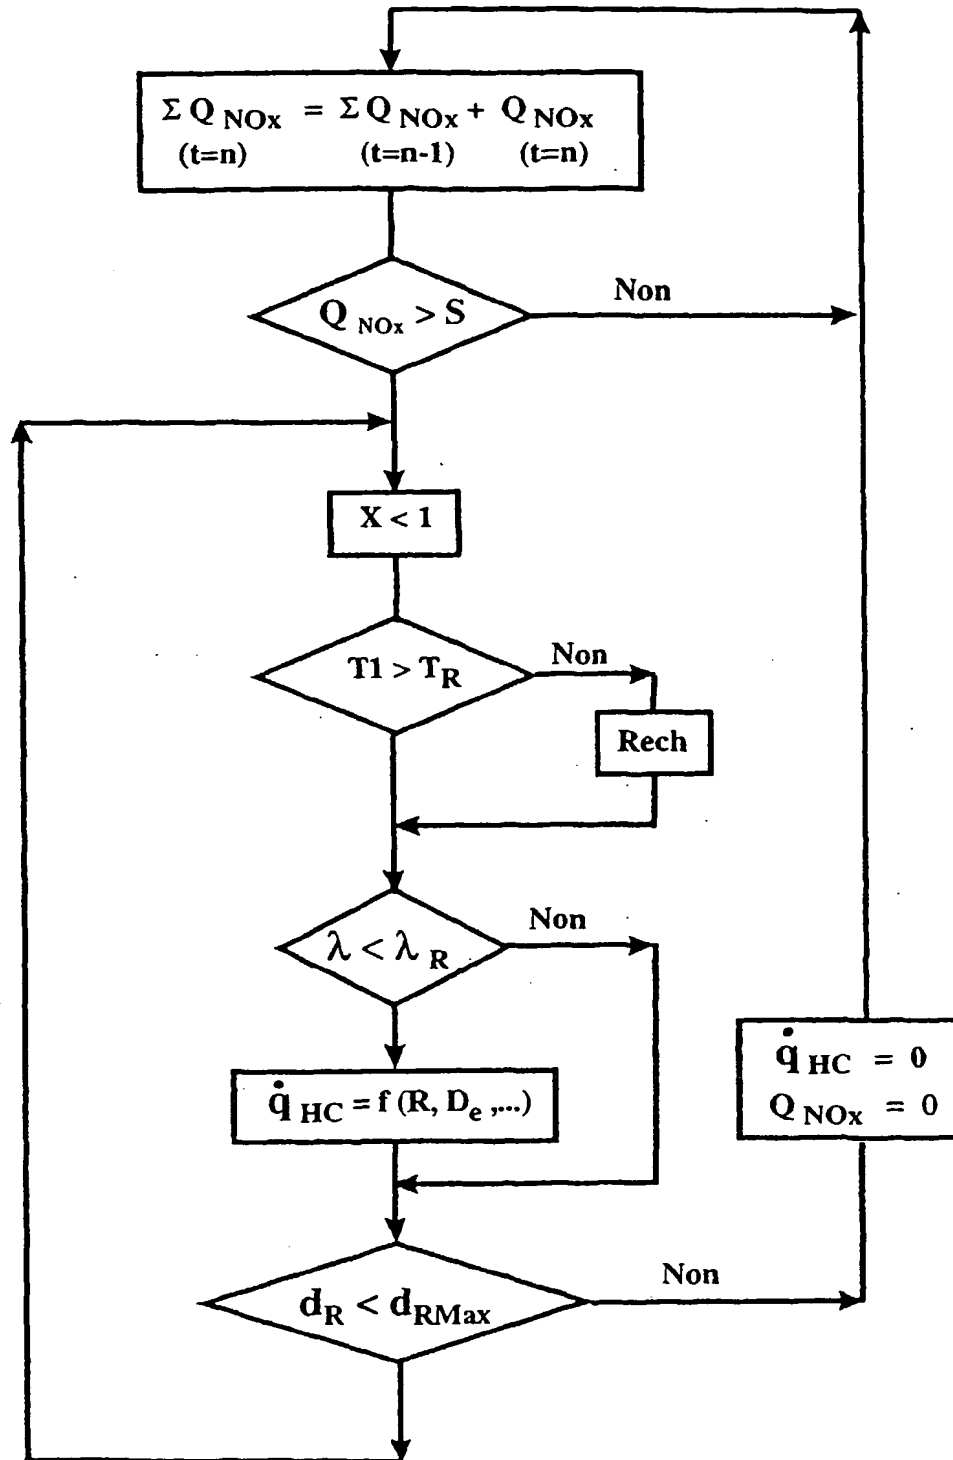 Σ Q NOx = Σ Q NOx + Q NOx
(t=n) (t=n-1) (t=n)
Q NOx > S
Non
X < 1
T1 > TR
Non
Rech
λ < λ R
Non
q̇ HC = f (R, De ,...)
q̇ HC = 0
Q NOx = 0
dR < dRMax
Non